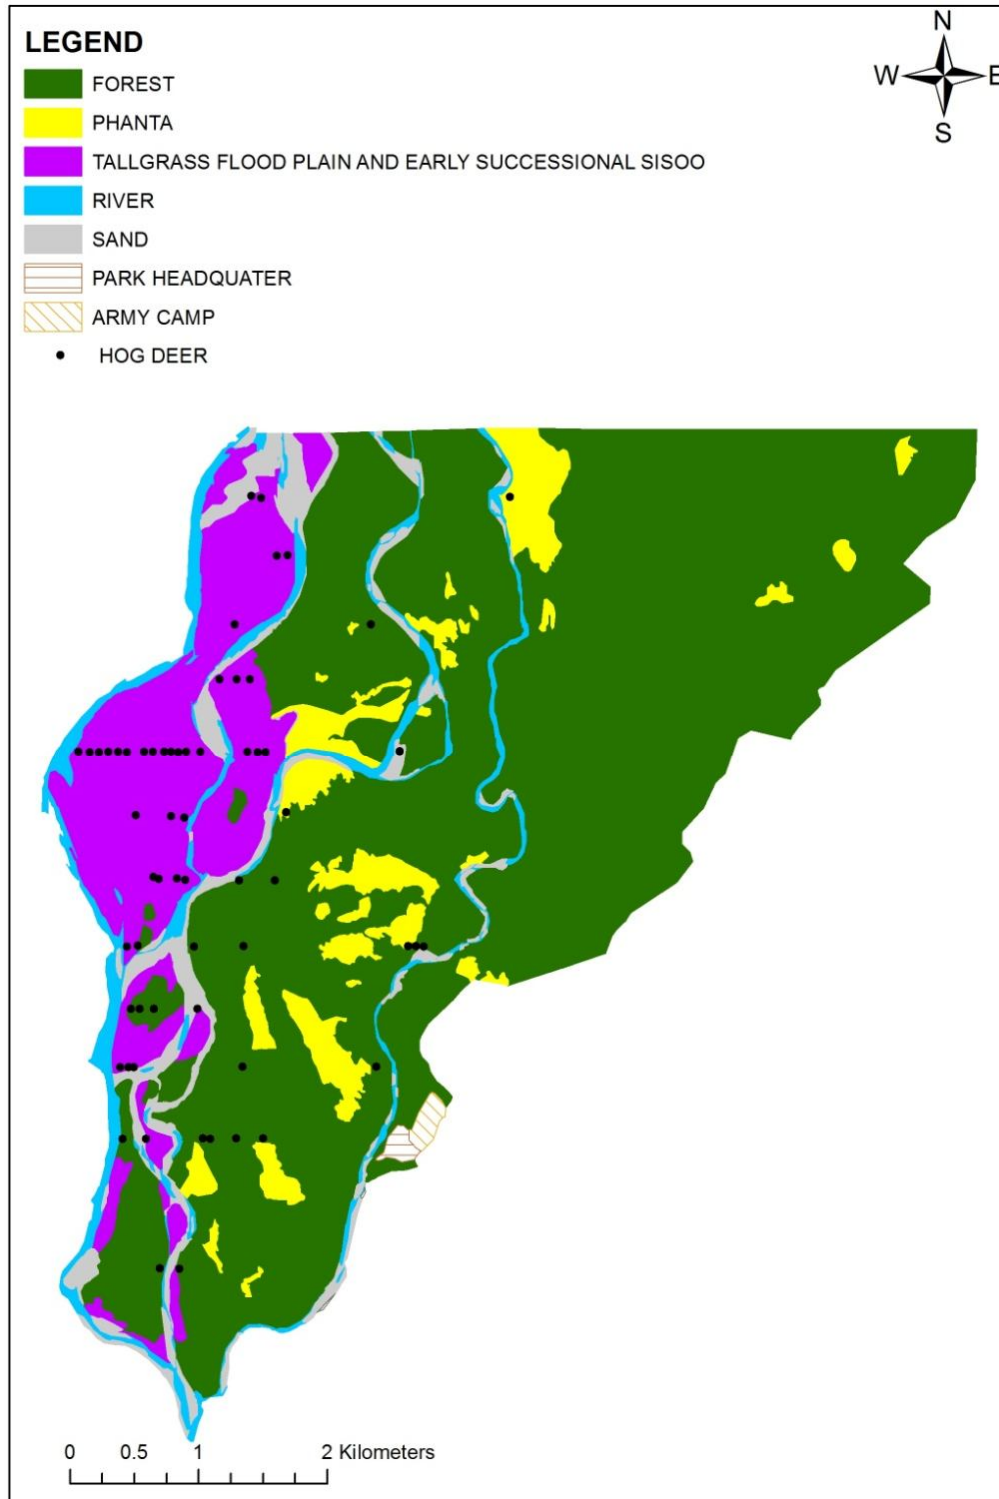 LEGEND
FOREST
PHANTA
TALLGRASS FLOOD PLAIN AND EARLY SUCCESSIONAL SISOO
RIVER
SAND
PARK HEADQUATER
ARMY CAMP
HOG DEER
N
W E
S
0 0.5 1 2 Kilometers